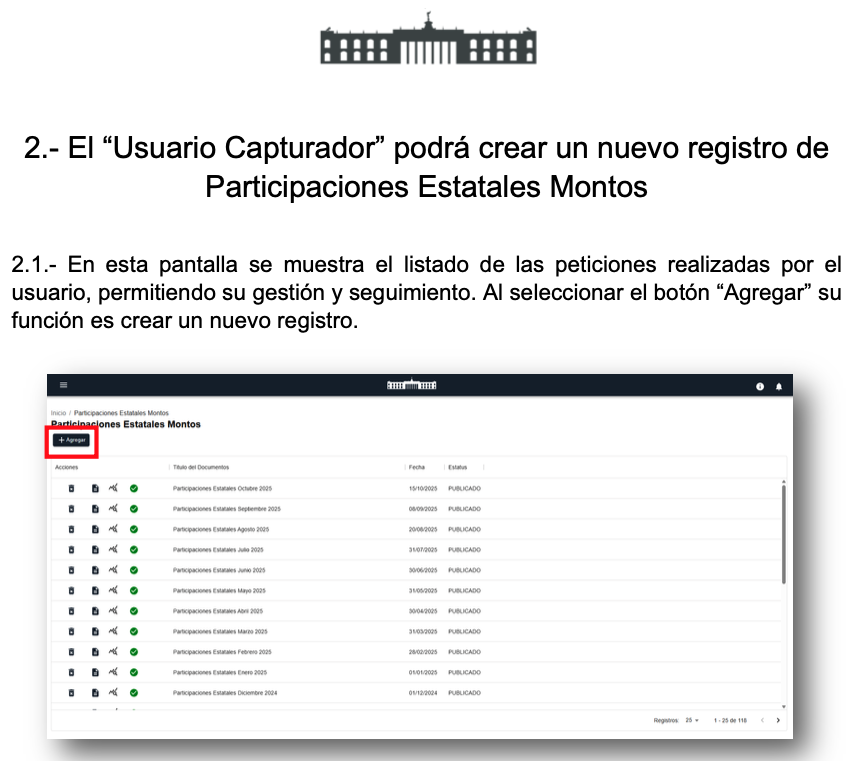 2.- El “Usuario Capturador” podrá crear un nuevo registro de
Participaciones Estatales Montos
2.1.- En esta pantalla se muestra el listado de las peticiones realizadas por el
usuario, permitiendo su gestión y seguimiento. Al seleccionar el botón “Agregar” su
función es crear un nuevo registro.
Inicio / Participaciones Estatales Montos
Participaciones Estatales Montos
+ Agregar
Acciones Titulo del Documentos Fecha Estatus
Participaciones Estatales Octubre 2025 15/10/2025 PUBLICADO
Participaciones Estatales Septiembre 2025 08/09/2025 PUBLICADO
Participaciones Estatales Agosto 2025 20/08/2025 PUBLICADO
Participaciones Estatales Julio 2025 31/07/2025 PUBLICADO
Participaciones Estatales Junio 2025 30/06/2025 PUBLICADO
Participaciones Estatales Mayo 2025 31/05/2025 PUBLICADO
Participaciones Estatales Abril 2025 30/04/2025 PUBLICADO
Participaciones Estatales Marzo 2025 31/03/2025 PUBLICADO
Participaciones Estatales Febrero 2025 28/02/2025 PUBLICADO
Participaciones Estatales Enero 2025 01/01/2025 PUBLICADO
Participaciones Estatales Diciembre 2024 01/12/2024 PUBLICADO
Registros: 25 1 - 25 de 118